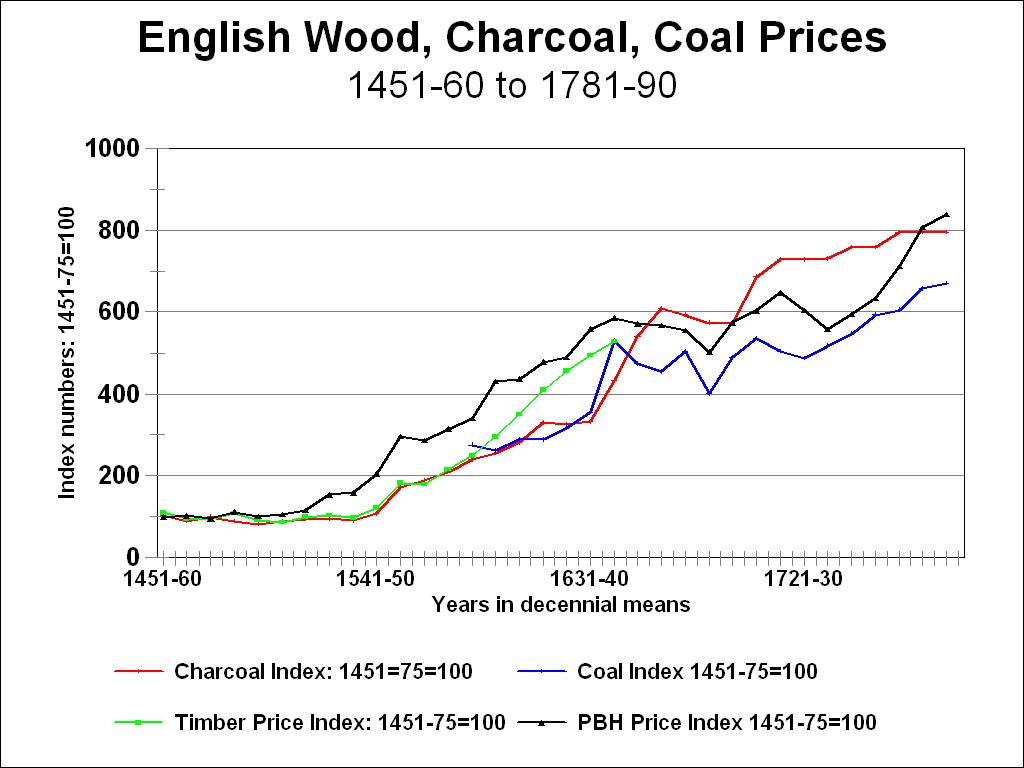 English Wood, Charcoal, Coal Prices
1451-60 to 1781-90
Index numbers: 1451-75=100
1000
800
600
400
200
0
1451-60 1541-50 1631-40 1721-30
Years in decennial means
Charcoal Index: 1451=75=100 Coal Index 1451-75=100
Timber Price Index: 1451-75=100 PBH Price Index 1451-75=100